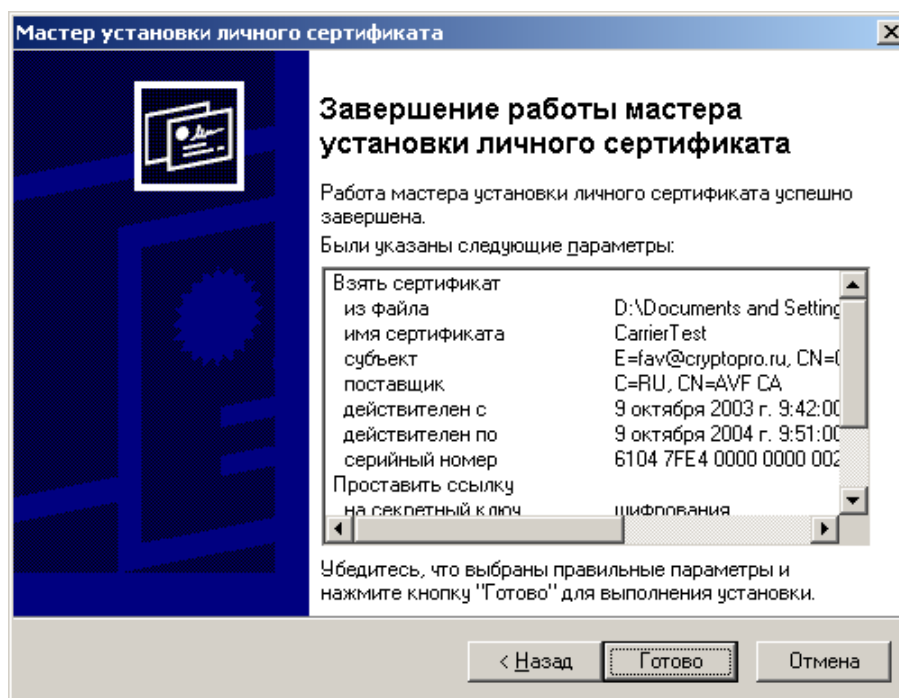 Мастер установки личного сертификата
Завершение работы мастера
установки личного сертификата
Работа мастера установки личного сертификата успешно
завершена.
Были указаны следующие параметры:
Взять сертификат
из файла D:\Documents and Setting
имя сертификата CarrierTest
субъект E=fav@cryptopro.ru, CN=
поставщик C=RU, CN=AVF CA
действителен с 9 октября 2003 г. 9:42:00
действителен по 9 октября 2004 г. 9:51:00
серийный номер 6104 7FE4 0000 0000 002
Проставить ссылку
на секретный ключ шифрования
Убедитесь, что выбраны правильные параметры и
нажмите кнопку "Готово" для выполнения установки.
< Назад Готово Отмена